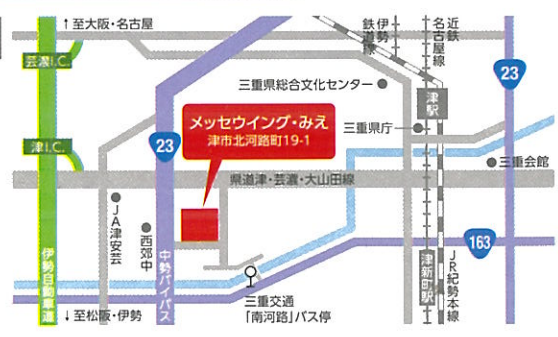 ↑至大阪・名古屋
伊勢
鉄道線
近鉄
名古屋線
芸濃I.C.
23
三重県総合文化センター
津駅
メッセウイング・みえ
津市北河路町19-1
三重県庁
津I.C.
23
三重会館
県道津・芸濃・大山田線
JA津安芸
西郊中
163
伊勢自動車道
中勢バイパス
津新町駅
JR紀勢本線
三重交通
「南河路」バス停
↓至松阪・伊勢